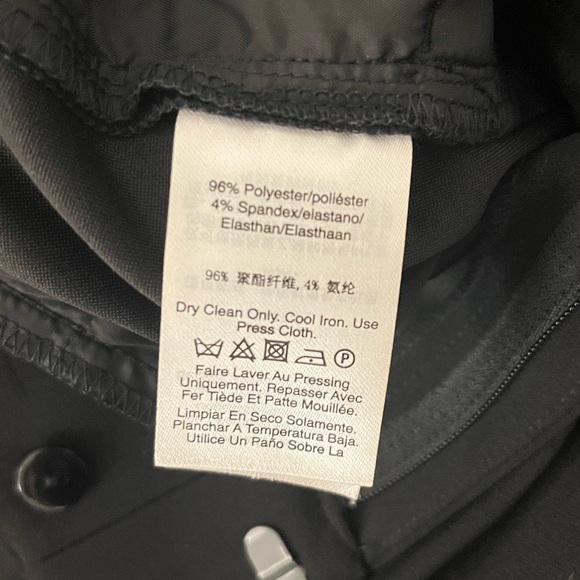 96% Polyester/poliéster
4% Spandex/elastano/
Elasthan/Elasthaan
96% 聚酯纤维, 4% 氨纶
Dry Clean Only. Cool Iron. Use
Press Cloth.
P
Faire Laver Au Pressing
Uniquement. Repasser Avec
Fer Tiède Et Patte Mouillée.
Limpiar En Seco Solamente.
Planchar A Temperatura Baja.
Utilice Un Paño Sobre La